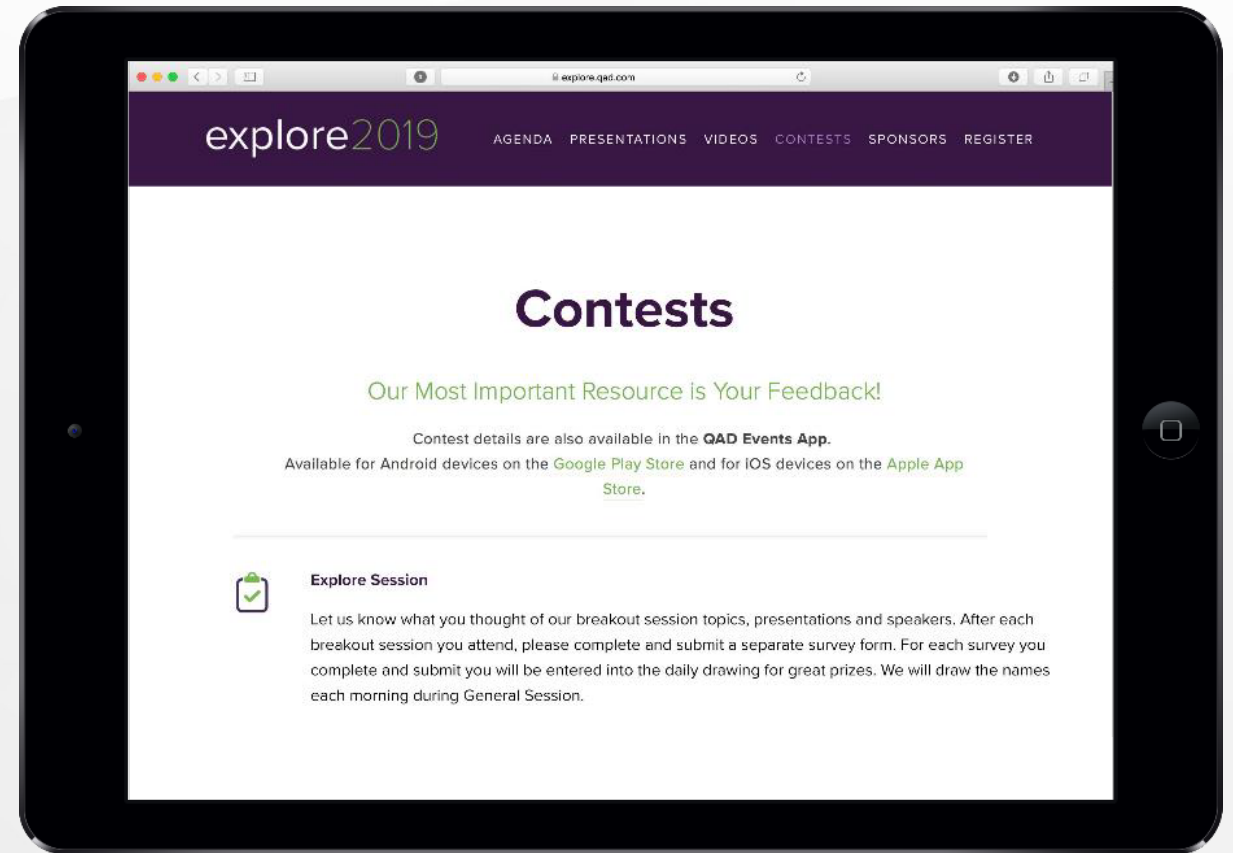 explore.qad.com
explore2019
AGENDA PRESENTATIONS VIDEOS CONTESTS SPONSORS REGISTER
Contests
Our Most Important Resource is Your Feedback!
Contest details are also available in the QAD Events App.
Available for Android devices on the Google Play Store and for iOS devices on the Apple App
Store.
Explore Session
Let us know what you thought of our breakout session topics, presentations and speakers. After each
breakout session you attend, please complete and submit a separate survey form. For each survey you
complete and submit you will be entered into the daily drawing for great prizes. We will draw the names
each morning during General Session.